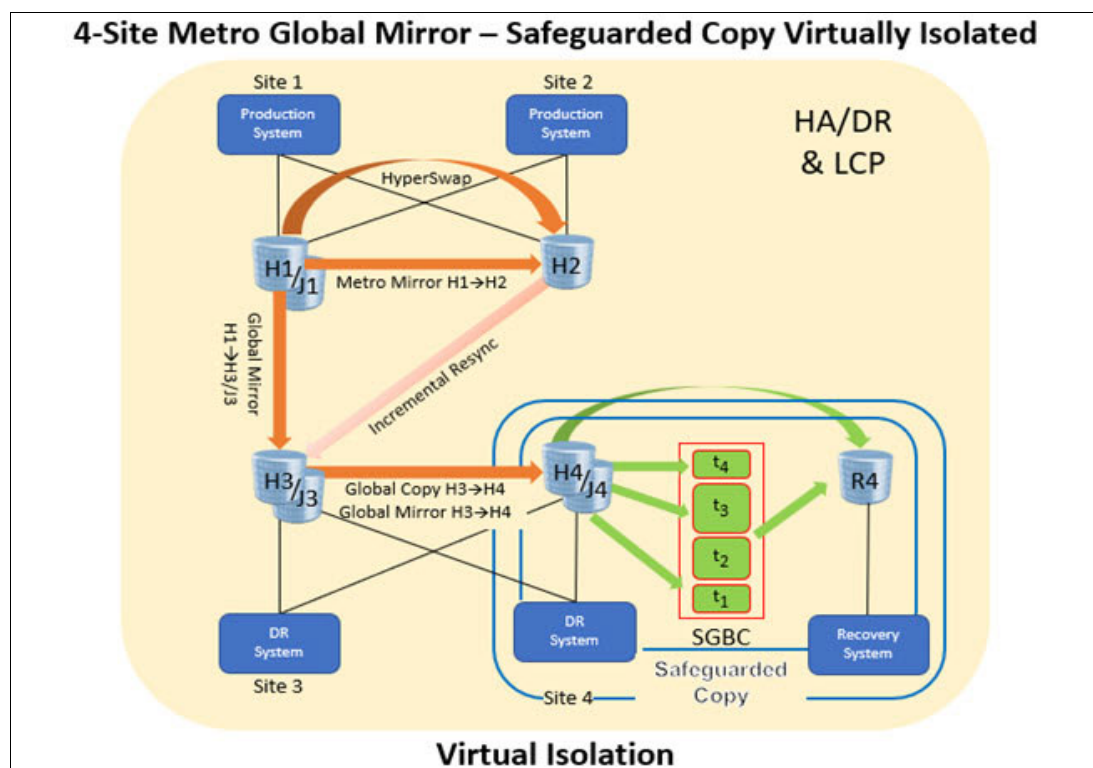 4-Site Metro Global Mirror – Safeguarded Copy Virtually Isolated
Site 1
Site 2
Production
System
Production
System
HA/DR
& LCP
HyperSwap
H1/J1
H2
Metro Mirror H1→H2
Global Mirror
H1→H3/J3
Incremental Resync
H3/J3
Global Copy H3→H4
Global Mirror H3→H4
H4/J4
t4
t3
t2
t1
R4
SGBC
DR
System
Site 3
DR
System
Recovery
System
Safeguarded
Copy
Site 4
Virtual Isolation